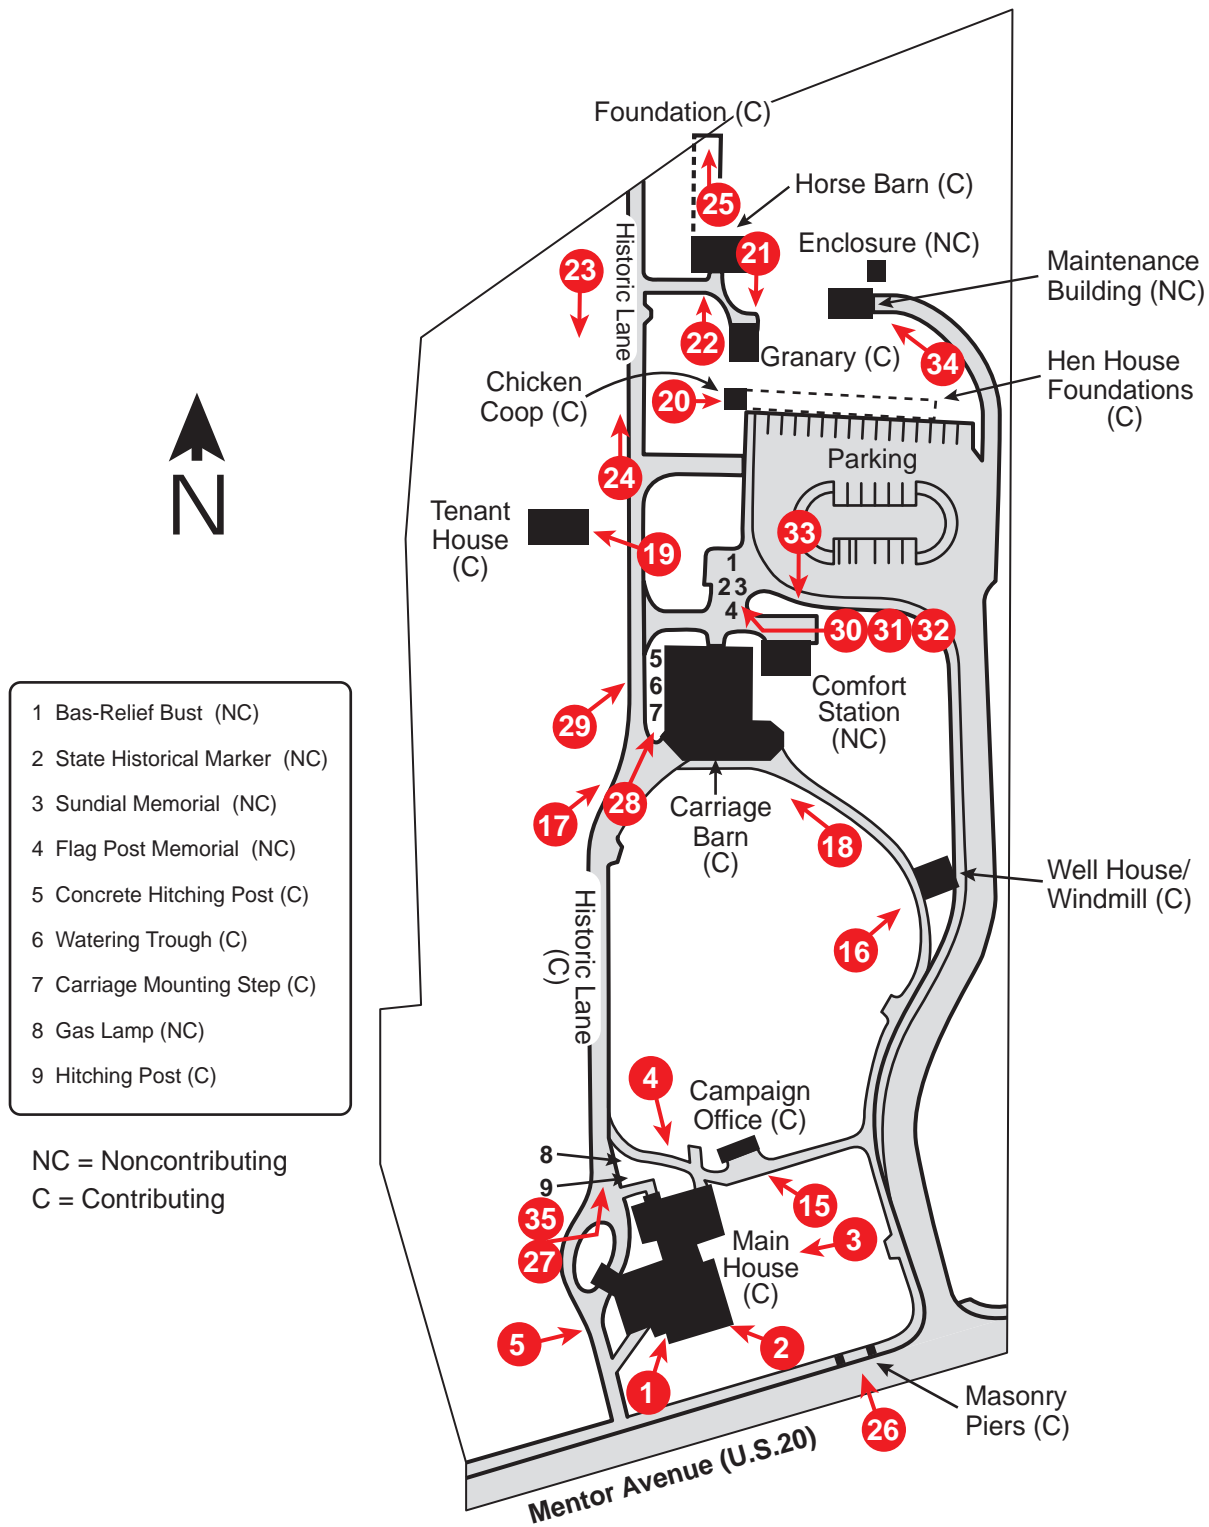 Foundation (C)
25
Horse Barn (C)
21
Enclosure (NC)
Maintenance
Building (NC)
23
Historic Lane
22
Granary (C)
34
Hen House
Foundations
(C)
Chicken
Coop (C)
20
24
Parking
N
Tenant
House
(C)
19
33
1
2 3
4
30
31
32
5
6
7
29
Comfort
Station
(NC)
17
28
Carriage
Barn
(C)
18
Well House/
Windmill (C)
16
Historic Lane
(C)
1 Bas-Relief Bust (NC)
2 State Historical Marker (NC)
3 Sundial Memorial (NC)
4 Flag Post Memorial (NC)
5 Concrete Hitching Post (C)
6 Watering Trough (C)
7 Carriage Mounting Step (C)
8 Gas Lamp (NC)
9 Hitching Post (C)
NC = Noncontributing
C = Contributing
4
Campaign
Office (C)
8
9
15
35
27
3
Main
House
(C)
5
2
1
26
Masonry
Piers (C)
Mentor Avenue (U.S.20)